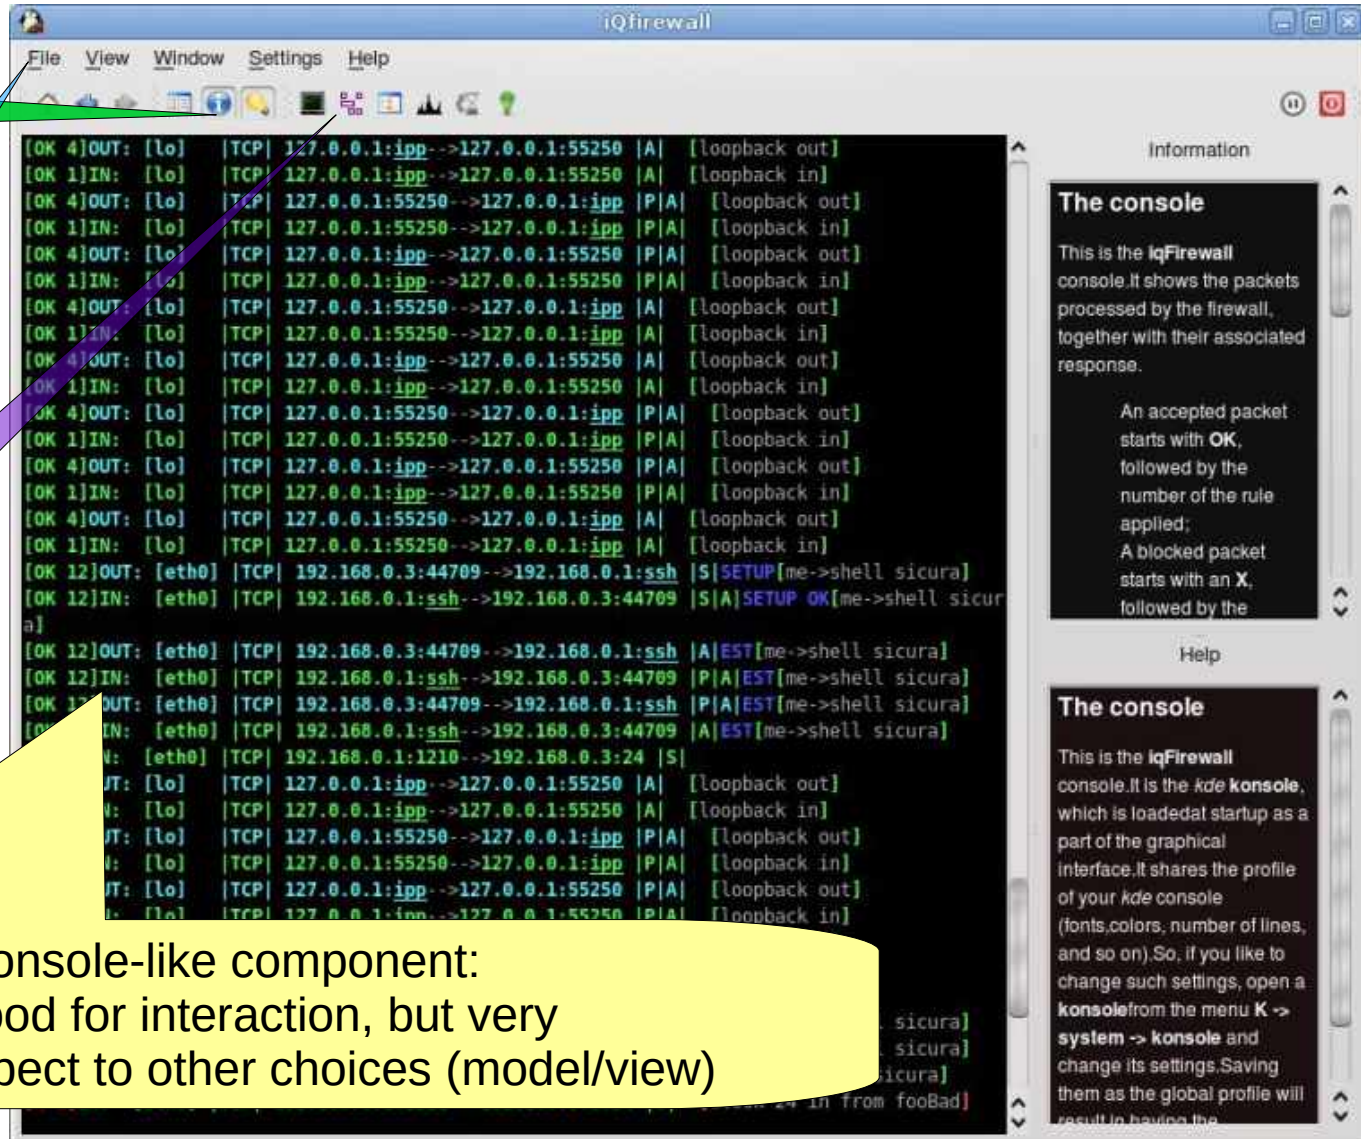 iQfirewall
File View Window Settings Help
[OK 4]OUT: [lo] |TCP| 127.0.0.1:ipp-->127.0.0.1:55250 |A| [loopback out]
[OK 1]IN: [lo] |TCP| 127.0.0.1:ipp-->127.0.0.1:55250 |A| [loopback in]
[OK 4]OUT: [lo] |TCP| 127.0.0.1:55250-->127.0.0.1:ipp |P|A| [loopback out]
[OK 1]IN: [lo] |TCP| 127.0.0.1:55250-->127.0.0.1:ipp |P|A| [loopback in]
[OK 4]OUT: [lo] |TCP| 127.0.0.1:ipp-->127.0.0.1:55250 |P|A| [loopback out]
[OK 1]IN: [lo] |TCP| 127.0.0.1:ipp-->127.0.0.1:55250 |P|A| [loopback in]
[OK 4]OUT: [lo] |TCP| 127.0.0.1:55250-->127.0.0.1:ipp |A| [loopback out]
[OK 1]IN: [lo] |TCP| 127.0.0.1:55250-->127.0.0.1:ipp |A| [loopback in]
[OK 4]OUT: [lo] |TCP| 127.0.0.1:ipp-->127.0.0.1:55250 |A| [loopback out]
[OK 1]IN: [lo] |TCP| 127.0.0.1:ipp-->127.0.0.1:55250 |A| [loopback in]
[OK 4]OUT: [lo] |TCP| 127.0.0.1:55250-->127.0.0.1:ipp |P|A| [loopback out]
[OK 1]IN: [lo] |TCP| 127.0.0.1:55250-->127.0.0.1:ipp |P|A| [loopback in]
[OK 4]OUT: [lo] |TCP| 127.0.0.1:ipp-->127.0.0.1:55250 |P|A| [loopback out]
[OK 1]IN: [lo] |TCP| 127.0.0.1:ipp-->127.0.0.1:55250 |P|A| [loopback in]
[OK 4]OUT: [lo] |TCP| 127.0.0.1:55250-->127.0.0.1:ipp |A| [loopback out]
[OK 1]IN: [lo] |TCP| 127.0.0.1:55250-->127.0.0.1:ipp |A| [loopback in]
[OK 12]OUT: [eth0] |TCP| 192.168.0.3:44709-->192.168.0.1:ssh |S|SETUP[me->shell sicura]
[OK 12]IN: [eth0] |TCP| 192.168.0.1:ssh-->192.168.0.3:44709 |S|A|SETUP OK[me->shell sicur
a]
[OK 12]OUT: [eth0] |TCP| 192.168.0.3:44709-->192.168.0.1:ssh |A|EST[me->shell sicura]
[OK 12]IN: [eth0] |TCP| 192.168.0.1:ssh-->192.168.0.3:44709 |P|A|EST[me->shell sicura]
[OK OUT: [eth0] |TCP| 192.168.0.3:44709-->192.168.0.1:ssh |P|A|EST[me->shell sicura]
IN: [eth0] |TCP| 192.168.0.1:ssh-->192.168.0.3:44709 |A|EST[me->shell sicura]
[eth0] |TCP| 192.168.0.1:1210-->192.168.0.3:24 |S|
[lo] |TCP| 127.0.0.1:ipp-->127.0.0.1:55250 |A| [loopback out]
[lo] |TCP| 127.0.0.1:ipp-->127.0.0.1:55250 |A| [loopback in]
[lo] |TCP| 127.0.0.1:55250-->127.0.0.1:ipp |P|A| [loopback out]
[lo] |TCP| 127.0.0.1:55250-->127.0.0.1:ipp |P|A| [loopback in]
[lo] |TCP| 127.0.0.1:ipp-->127.0.0.1:55250 |P|A| [loopback out]
[lo] |TCP| 127.0.0.1:ipp-->127.0.0.1:55250 |P|A| [loopback in]
sicura]
sicura]
sicura]
24 in from fooBad]
onsole-like component:
ood for interaction, but very
pect to other choices (model/view)
Information
The console
This is the iqFirewall
console.It shows the packets
processed by the firewall,
together with their associated
response.
An accepted packet
starts with OK,
followed by the
number of the rule
applied;
A blocked packet
starts with an X,
followed by the
Help
The console
This is the iqFirewall
console.It is the kde konsole,
which is loadedat startup as a
part of the graphical
interface.It shares the profile
of your kde console
(fonts,colors, number of lines,
and so on).So, if you like to
change such settings, open a
konsolefrom the menu K ->
system -> konsole and
change its settings.Saving
them as the global profile will
result in having the